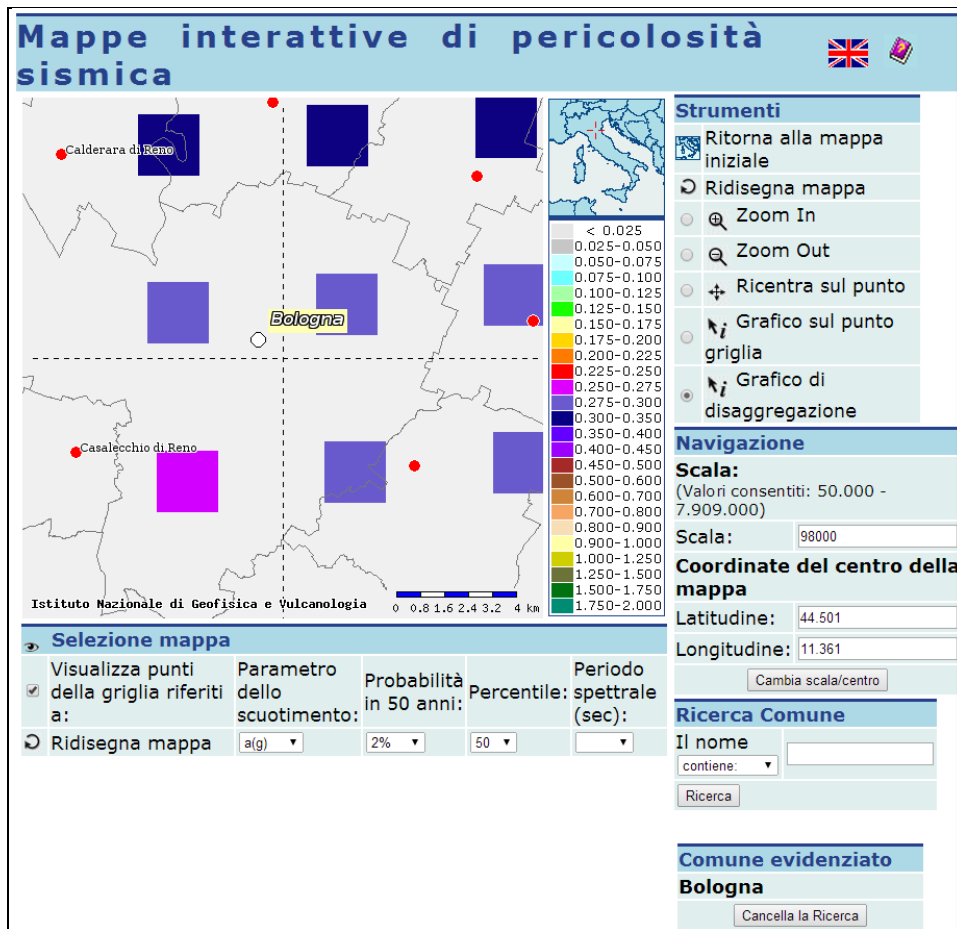 Mappe interattive di pericolosità
sismica
Calderara di Reno
Bologna
Casalecchio di Reno
Istituto Nazionale di Geofisica e Vulcanologia
0 0.8 1.6 2.4 3.2 4 km
< 0.025
0.025-0.050
0.050-0.075
0.075-0.100
0.100-0.125
0.125-0.150
0.150-0.175
0.175-0.200
0.200-0.225
0.225-0.250
0.250-0.275
0.275-0.300
0.300-0.350
0.350-0.400
0.400-0.450
0.450-0.500
0.500-0.600
0.600-0.700
0.700-0.800
0.800-0.900
0.900-1.000
1.000-1.250
1.250-1.500
1.500-1.750
1.750-2.000
Selezione mappa
Visualizza punti
della griglia riferiti
a:
Parametro
dello
scuotimento:
Probabilità
in 50 anni:
Percentile:
Periodo
spettrale
(sec):
Ridisegna mappa
a(g)
2%
50
Strumenti
Ritorna alla mappa
iniziale
Ridisegna mappa
Zoom In
Zoom Out
Ricentra sul punto
Grafico sul punto
griglia
Grafico di
disaggregazione
Navigazione
Scala:
(Valori consentiti: 50.000 -
7.909.000)
Scala: 98000
Coordinate del centro della
mappa
Latitudine: 44.501
Longitudine: 11.361
Cambia scala/centro
Ricerca Comune
Il nome
contiene:
Ricerca
Comune evidenziato
Bologna
Cancella la Ricerca